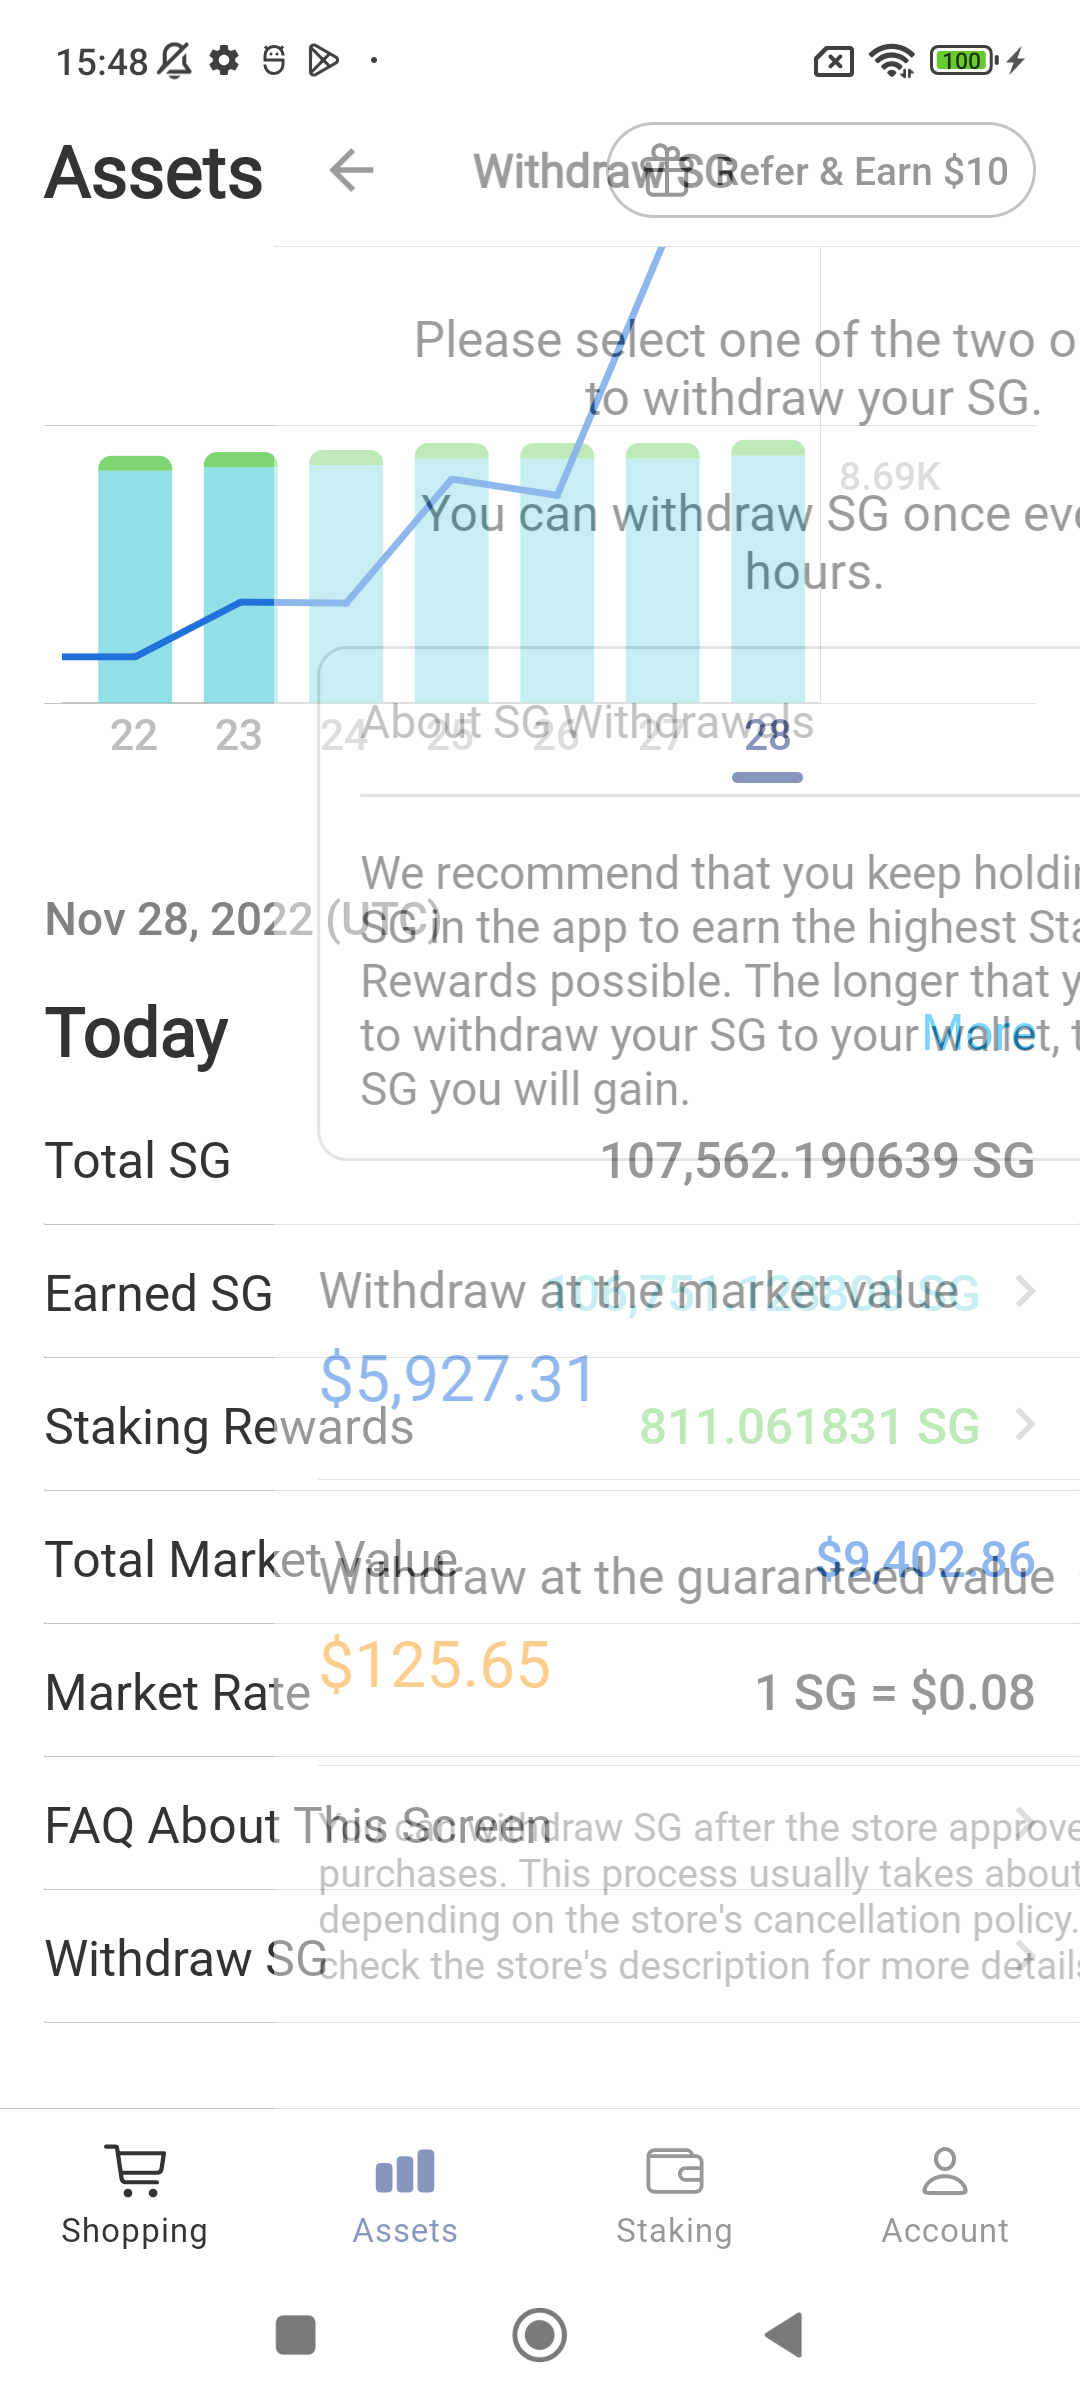 15:48
100
Assets
Withdraw SG
Refer & Earn $10
Please select one of the two o
to withdraw your SG.
8.69K
You can withdraw SG once eve
hours.
22 23 24 25 26 27 28
About SG Withdrawals
We recommend that you keep holdin
Nov 28, 2022 (UTC)
SG in the app to earn the highest Sta
Rewards possible. The longer that y
Today
More
to withdraw your SG to your wallet, t
SG you will gain.
Total SG
107,562.190639 SG
Earned SG
Withdraw at the market value
$5,927.31
Staking Rewards
811.061831 SG
Total Market Value
$9,402.86
Withdraw at the guaranteed value
$125.65
Market Rate
1 SG = $0.08
FAQ About This Screen
You can withdraw SG after the store approve
purchases. This process usually takes about
depending on the store's cancellation policy.
Withdraw SG
check the store's description for more details
Shopping
Assets
Staking
Account